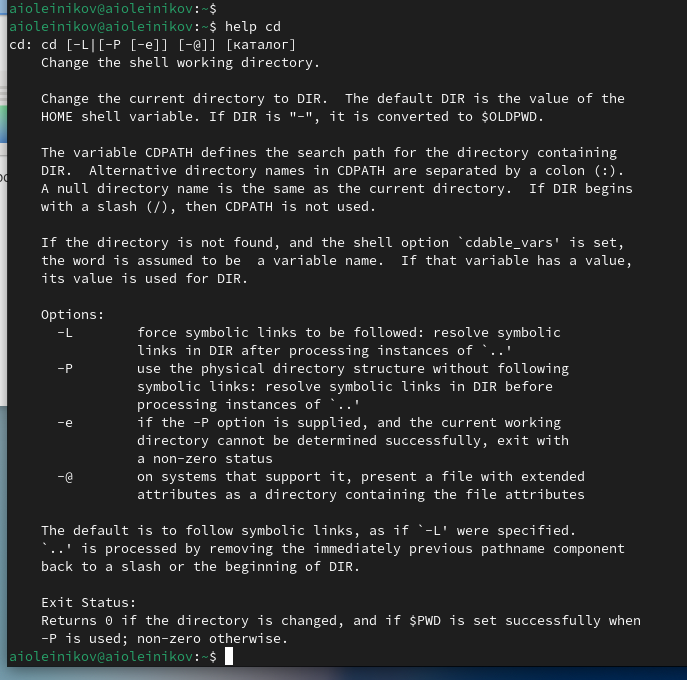 aioleinikov@aioleinikov:~$
aioleinikov@aioleinikov:~$ help cd
cd: cd [-L|[-P [-e]] [-@]] [каталог]
    Change the shell working directory.

    Change the current directory to DIR.  The default DIR is the value of the
    HOME shell variable. If DIR is "-", it is converted to $OLDPWD.

    The variable CDPATH defines the search path for the directory containing
    DIR.  Alternative directory names in CDPATH are separated by a colon (:).
    A null directory name is the same as the current directory.  If DIR begins
    with a slash (/), then CDPATH is not used.

    If the directory is not found, and the shell option `cdable_vars' is set,
    the word is assumed to be  a variable name.  If that variable has a value,
    its value is used for DIR.

    Options:
      -L        force symbolic links to be followed: resolve symbolic
                links in DIR after processing instances of `..'
      -P        use the physical directory structure without following
                symbolic links: resolve symbolic links in DIR before
                processing instances of `..'
      -e        if the -P option is supplied, and the current working
                directory cannot be determined successfully, exit with
                a non-zero status
      -@        on systems that support it, present a file with extended
                attributes as a directory containing the file attributes

    The default is to follow symbolic links, as if `-L' were specified.
    `..' is processed by removing the immediately previous pathname component
    back to a slash or the beginning of DIR.

    Exit Status:
    Returns 0 if the directory is changed, and if $PWD is set successfully when
    -P is used; non-zero otherwise.
aioleinikov@aioleinikov:~$